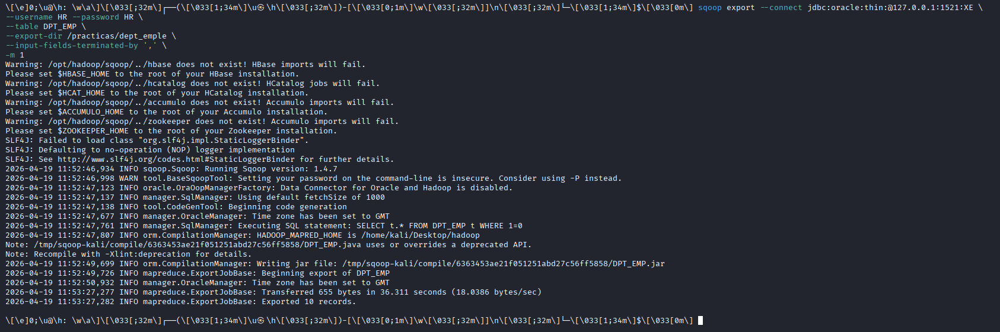 \[\e]0;\u@\h: \w\a\]\[\033[;32m\]┌──(\[\033[1;34m\]\u㉿\h\[\033[;32m\])-[\[\033[0;1m\]\w\[\033[;32m\]]\n\[\033[;32m\]└─\[\033[1;34m\]$\[\033[0m\] sqoop export --connect jdbc:oracle:thin:@127.0.0.1:1521:XE \
--username HR --password HR \
--table DPT_EMP \
--export-dir /practicas/dept_emple \
--input-fields-terminated-by ',' \
-m 1
Warning: /opt/hadoop/sqoop/../hbase does not exist! HBase imports will fail.
Please set $HBASE_HOME to the root of your HBase installation.
Warning: /opt/hadoop/sqoop/../hcatalog does not exist! HCatalog jobs will fail.
Please set $HCAT_HOME to the root of your HCatalog installation.
Warning: /opt/hadoop/sqoop/../accumulo does not exist! Accumulo imports will fail.
Please set $ACCUMULO_HOME to the root of your Accumulo installation.
Warning: /opt/hadoop/sqoop/../zookeeper does not exist! Accumulo imports will fail.
Please set $ZOOKEEPER_HOME to the root of your Zookeeper installation.
SLF4J: Failed to load class "org.slf4j.impl.StaticLoggerBinder".
SLF4J: Defaulting to no-operation (NOP) logger implementation
SLF4J: See http://www.slf4j.org/codes.html#StaticLoggerBinder for further details.
2026-04-19 11:52:46,934 INFO sqoop.Sqoop: Running Sqoop version: 1.4.7
2026-04-19 11:52:46,998 WARN tool.BaseSqoopTool: Setting your password on the command-line is insecure. Consider using -P instead.
2026-04-19 11:52:47,123 INFO oracle.OraOopManagerFactory: Data Connector for Oracle and Hadoop is disabled.
2026-04-19 11:52:47,137 INFO manager.SqlManager: Using default fetchSize of 1000
2026-04-19 11:52:47,138 INFO tool.CodeGenTool: Beginning code generation
2026-04-19 11:52:47,677 INFO manager.OracleManager: Time zone has been set to GMT
2026-04-19 11:52:47,761 INFO manager.SqlManager: Executing SQL statement: SELECT t.* FROM DPT_EMP t WHERE 1=0
2026-04-19 11:52:47,807 INFO orm.CompilationManager: HADOOP_MAPRED_HOME is /home/kali/Desktop/hadoop
Note: /tmp/sqoop-kali/compile/6363453ae21f051251abd27c56ff5858/DPT_EMP.java uses or overrides a deprecated API.
Note: Recompile with -Xlint:deprecation for details.
2026-04-19 11:52:49,699 INFO orm.CompilationManager: Writing jar file: /tmp/sqoop-kali/compile/6363453ae21f051251abd27c56ff5858/DPT_EMP.jar
2026-04-19 11:52:49,726 INFO mapreduce.ExportJobBase: Beginning export of DPT_EMP
2026-04-19 11:52:50,932 INFO manager.OracleManager: Time zone has been set to GMT
2026-04-19 11:53:27,277 INFO mapreduce.ExportJobBase: Transferred 655 bytes in 36.311 seconds (18.0386 bytes/sec)
2026-04-19 11:53:27,282 INFO mapreduce.ExportJobBase: Exported 10 records.
\[\e]0;\u@\h: \w\a\]\[\033[;32m\]┌──(\[\033[1;34m\]\u㉿\h\[\033[;32m\])-[\[\033[0;1m\]\w\[\033[;32m\]]\n\[\033[;32m\]└─\[\033[1;34m\]$\[\033[0m\]